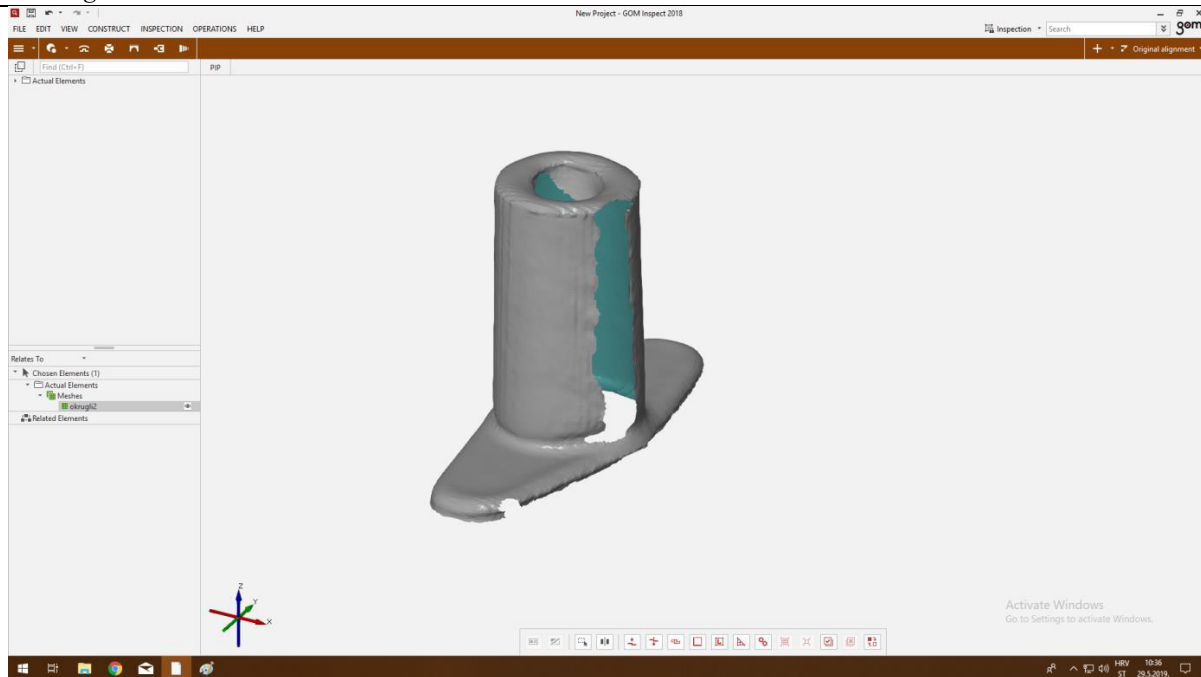 New Project - GOM Inspect 2018
FILE EDIT VIEW CONSTRUCT INSPECTION OPERATIONS HELP
Inspection Search gom
Find (Ctrl+F) PIP
+ Original alignment
Actual Elements
Relates To
Chosen Elements (1)
Actual Elements
Meshes
okrugli2
Related Elements
Z
Y
X
Activate Windows
Go to Settings to activate Windows.
HRV 10:36
ST 29.5.2019.